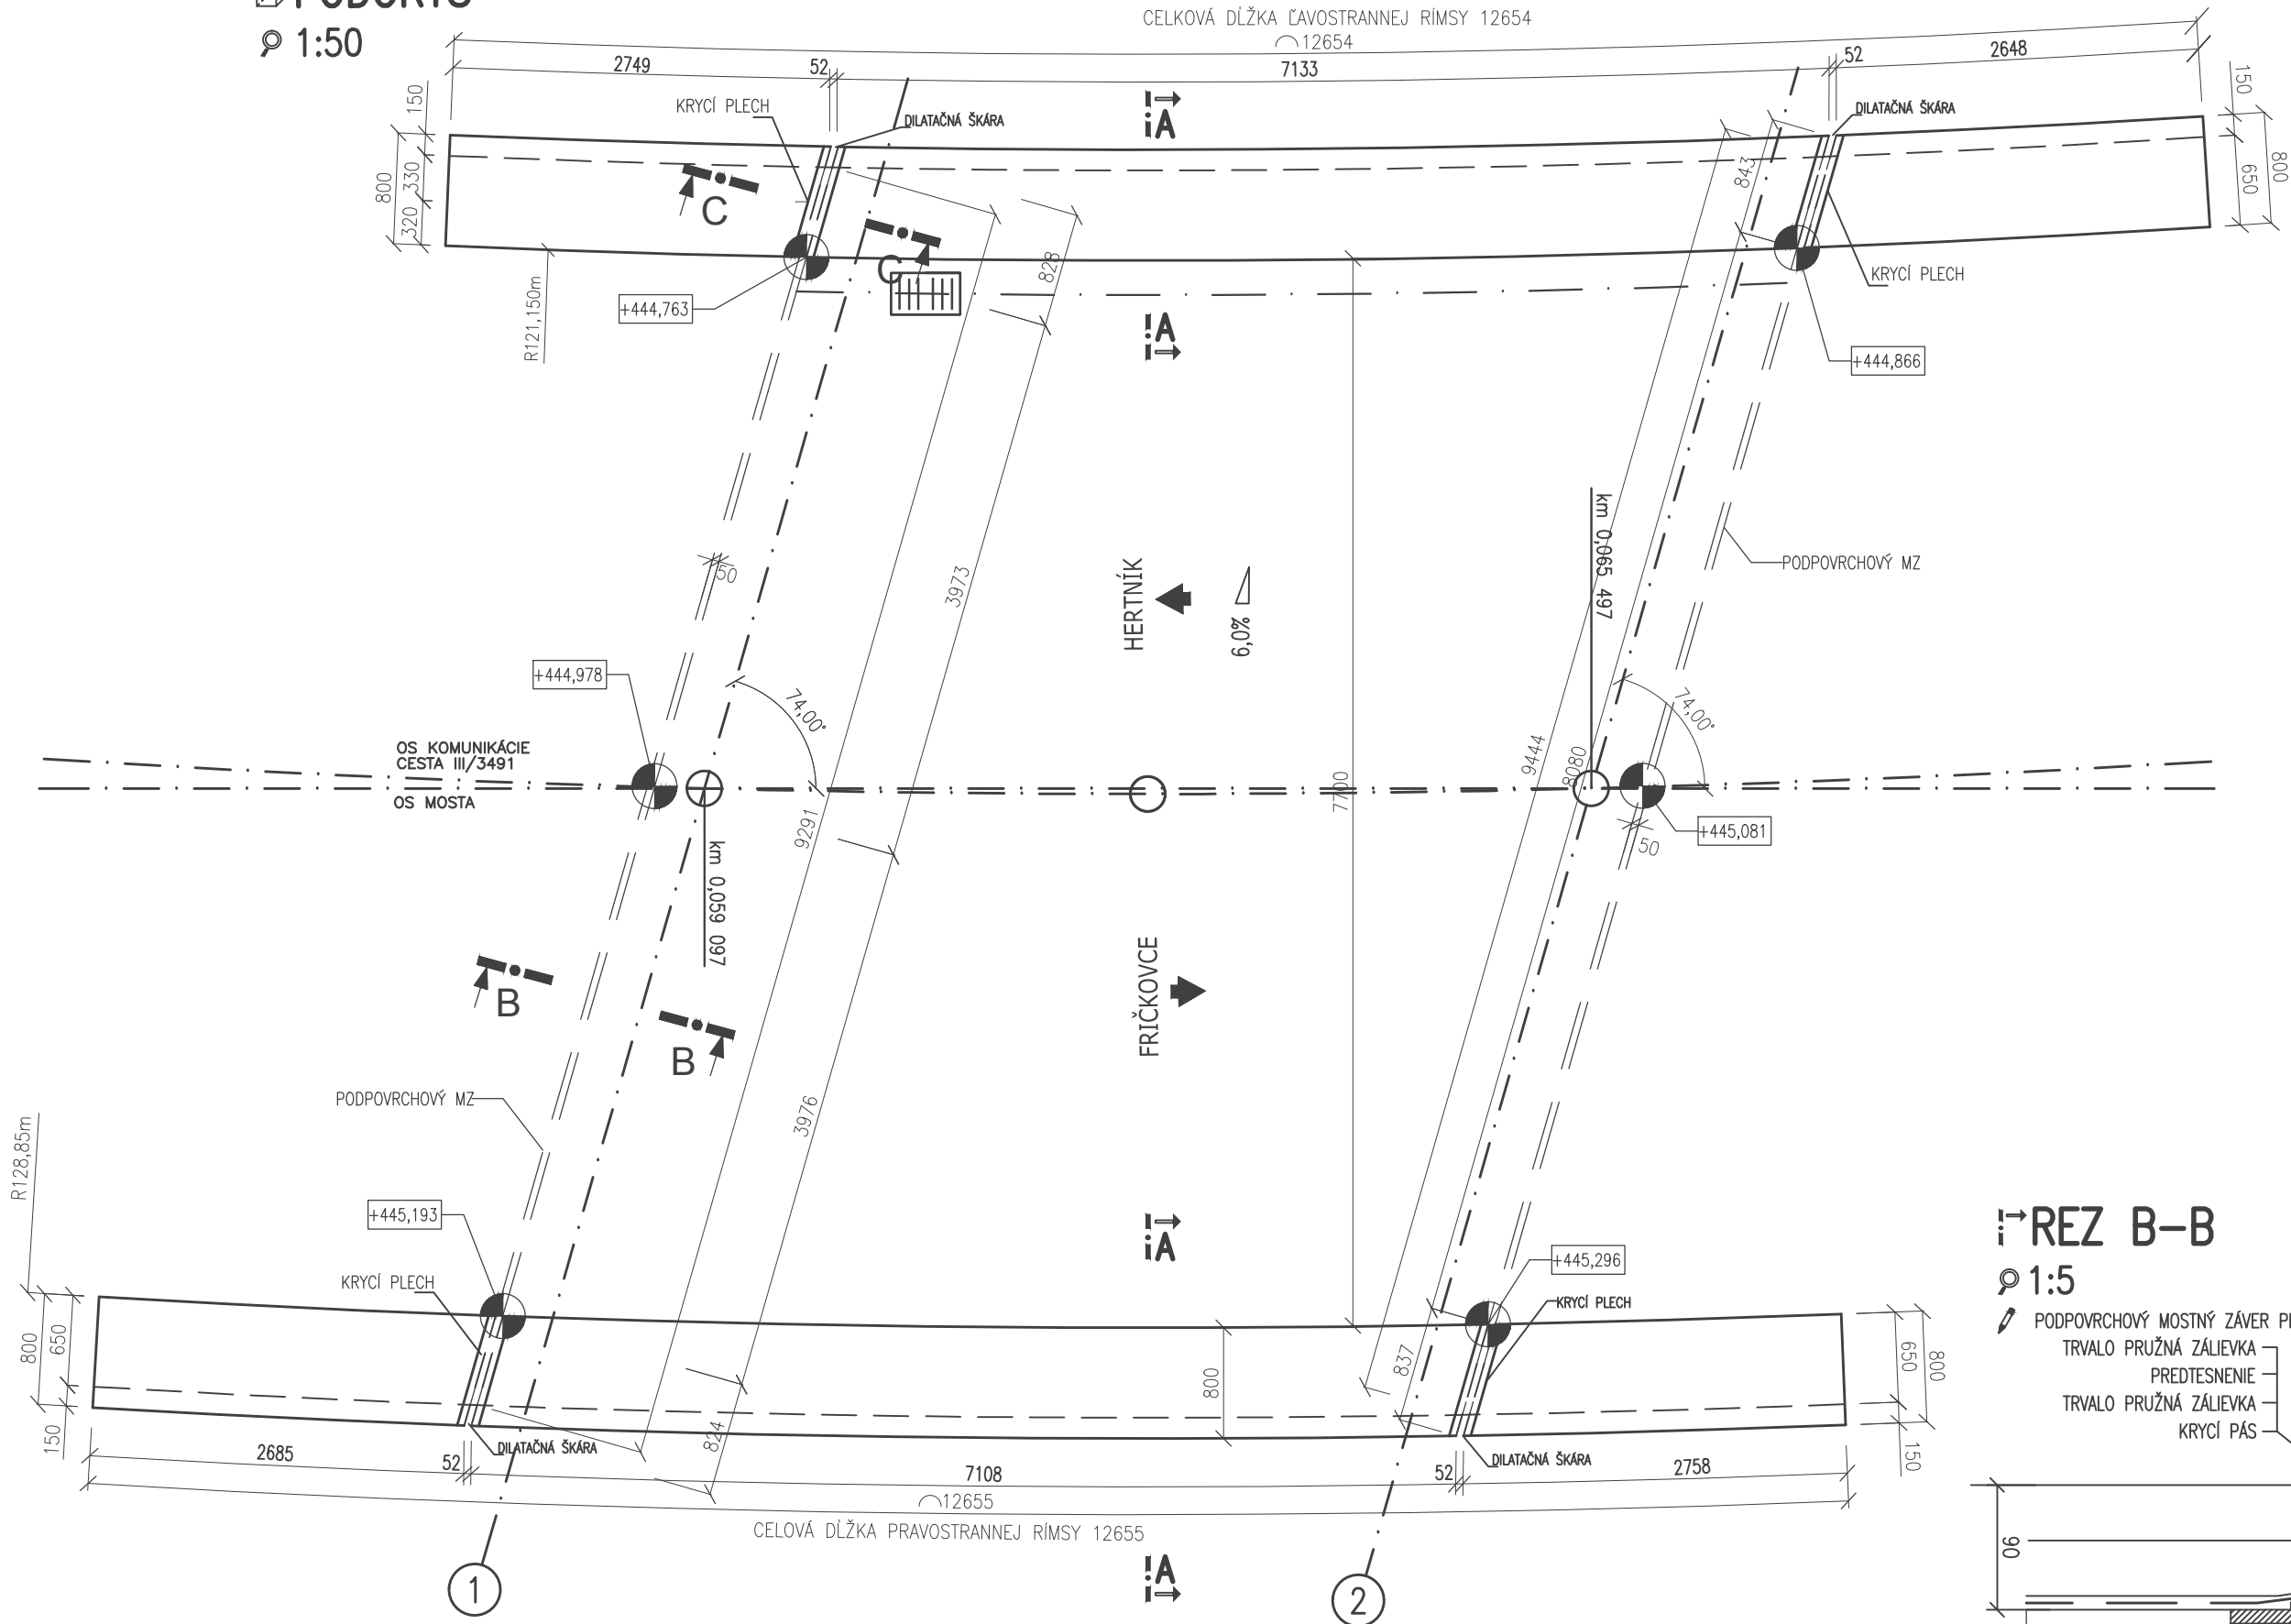 1:50
CELKOVÁ DĹŽKA ĽAVOSTRANNEJ RÍMSY 12654
12654
2749
52
7133
52
2648
150
330
320
800
KRYCÍ PLECH
DILATAČNÁ ŠKÁRA
A
DILATAČNÁ ŠKÁRA
150
650
800
C
C
843
828
KRYCÍ PLECH
R121,150m
+444,763
A
+444,866
km 0,065 497
50
3973
HERTNÍK
6,0%
PODPOVRCHOVÝ MZ
+444,978
74,00°
74,00°
OS KOMUNIKÁCIE
CESTA III/3491
OS MOSTA
9444
8080
7700
9291
+445,081
50
km 0,059 097
B
B
FRIČKOVCE
3976
PODPOVRCHOVÝ MZ
R128,85m
+445,193
A
+445,296
KRYCÍ PLECH
KRYCÍ PLECH
800
650
150
837
800
824
650
800
150
DILATAČNÁ ŠKÁRA
DILATAČNÁ ŠKÁRA
2685
52
7108
52
2758
12655
CELOVÁ DĹŽKA PRAVOSTRANNEJ RÍMSY 12655
A
1
2
REZ B-B
1:5
PODPOVRCHOVÝ MOSTNÝ ZÁVER
TRVALO PRUŽNÁ ZÁLIEVKA
PREDTESNENIE
TRVALO PRUŽNÁ ZÁLIEVKA
KRYCÍ PÁS
90